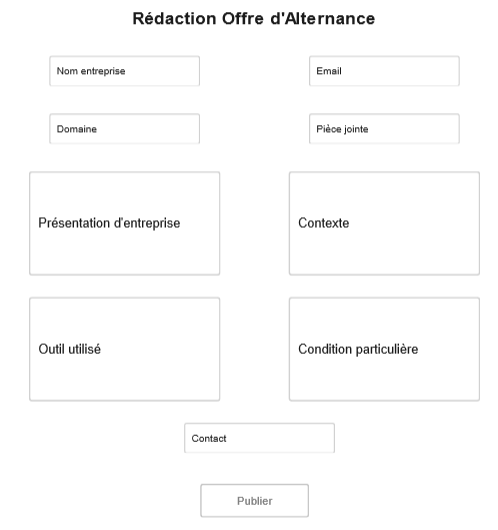 Rédaction Offre d'Alternance
Nom entreprise
Email
Domaine
Pièce jointe
Présentation d'entreprise
Contexte
Outil utilisé
Condition particulière
Contact
Publier